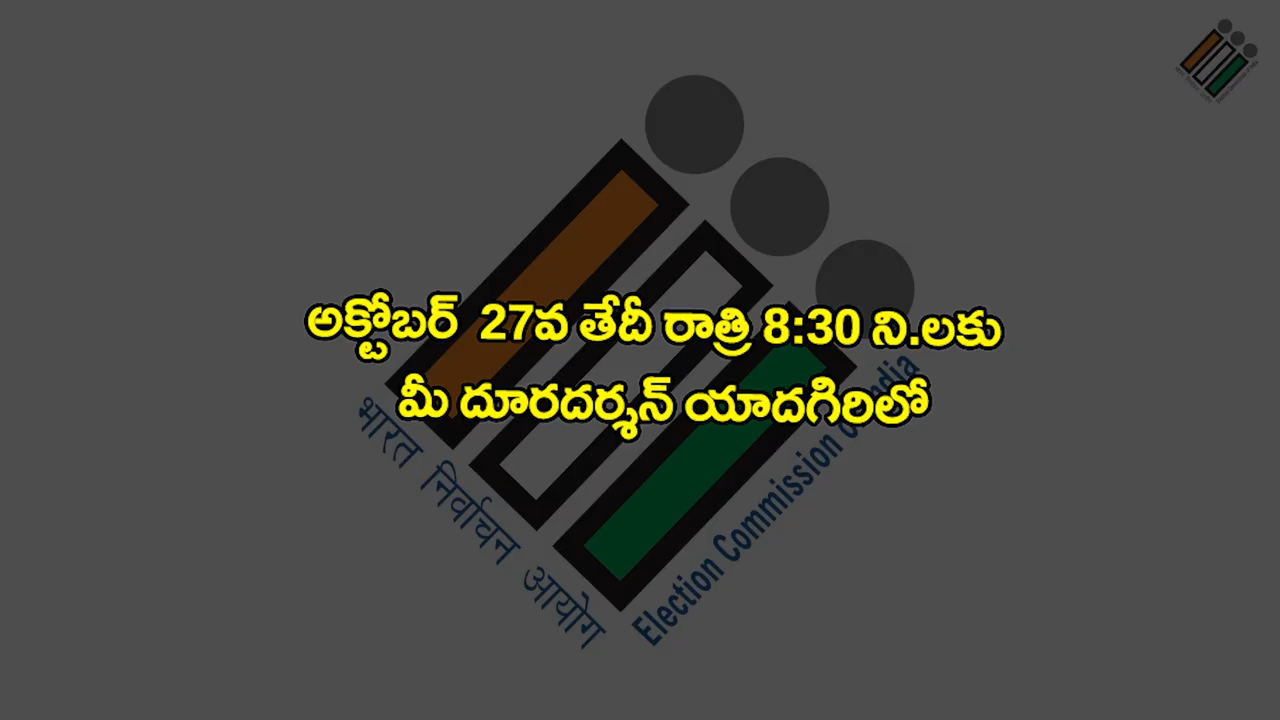 అక్టోబర్ 27వ తేదీ రాత్రి 8:30 ని.లకు
మీ దూరదర్శన్ యాదగిరిలో
भारत निर्वाचन आयोग
Election Commission of India